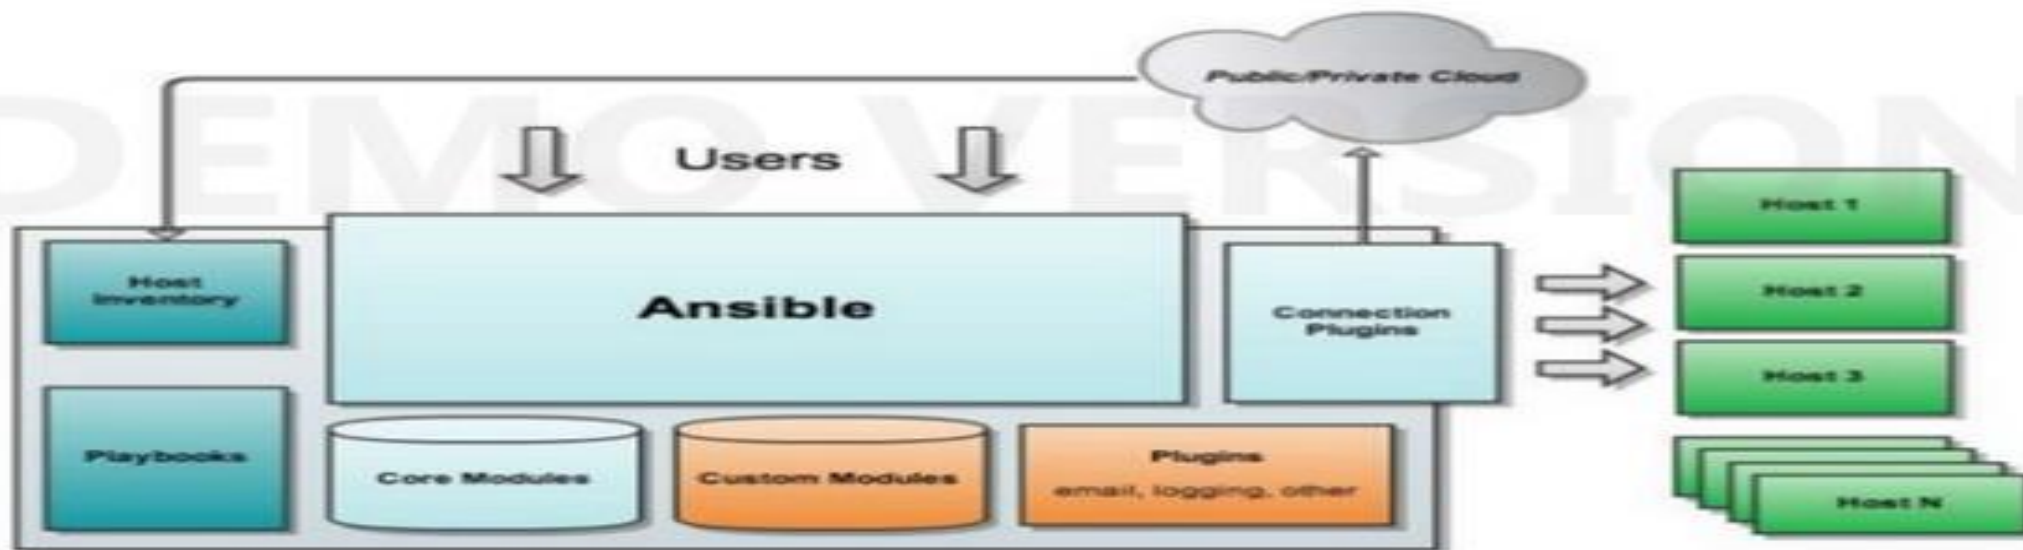 DEMO VERSION
Public/Private Cloud
Users
Host
Inventory
Ansible
Connection
Plugins
Host 1
Host 2
Host 3
Host N
Playbooks
Core Modules
Custom Modules
Plugins
email, logging, other